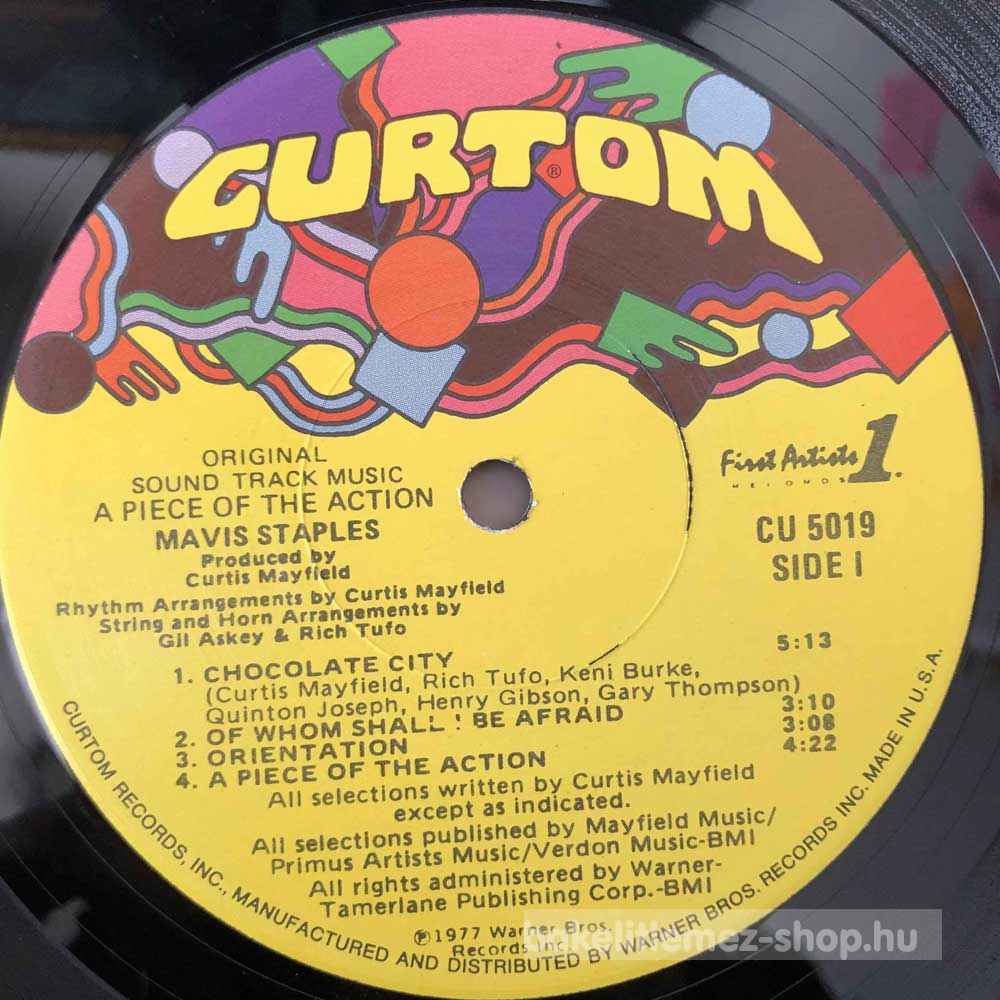 CURTOM
®
ORIGINAL
SOUND TRACK MUSIC
A PIECE OF THE ACTION
MAVIS STAPLES
Produced by
Curtis Mayfield
Rhythm Arrangements by Curtis Mayfield
String and Horn Arrangements by
Gil Askey & Rich Tufo
First Artists 1.
RECORDS
CU 5019
SIDE I
1. CHOCOLATE CITY 5:13
(Curtis Mayfield, Rich Tufo, Keni Burke,
Quinton Joseph, Henry Gibson, Gary Thompson)
2. OF WHOM SHALL I BE AFRAID 3:10
3. ORIENTATION 3:08
4. A PIECE OF THE ACTION 4:22
All selections written by Curtis Mayfield
except as indicated.
All selections published by Mayfield Music/
Primus Artists Music/Verdon Music-BMI
All rights administered by Warner-
Tamerlane Publishing Corp.-BMI
℗1977 Warner Bros.
Records Inc.
CURTOM RECORDS, INC., MANUFACTURED AND DISTRIBUTED BY WARNER BROS. RECORDS INC. MADE IN U.S.A.
bakelitlemez-shop.hu